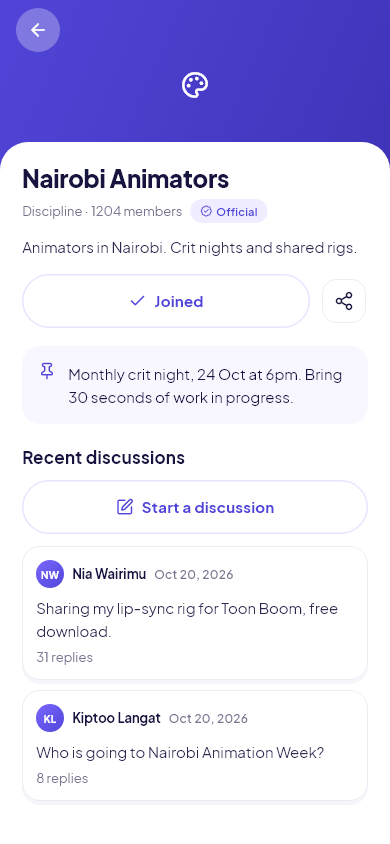 Nairobi Animators
Discipline · 1204 members Official
Animators in Nairobi. Crit nights and shared rigs.
Joined
Monthly crit night, 24 Oct at 6pm. Bring
30 seconds of work in progress.
Recent discussions
Start a discussion
NW Nia Wairimu Oct 20, 2026
Sharing my lip-sync rig for Toon Boom, free
download.
31 replies
KL Kiptoo Langat Oct 20, 2026
Who is going to Nairobi Animation Week?
8 replies